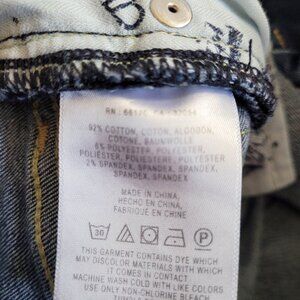 92% COTTON, COTON, ALGODON,
COTONE, BAUMWOLLE
6% POLYESTER, POLYESTER,
POLIESTER, POLIESTERE, POLYESTER
2% SPANDEX, SPANDEX,
SPANDEX, SPANDEX
MADE IN CHINA,
HECHO EN CHINA,
FABRIQUÉ EN CHINE
30 P
THIS GARMENT CONTAINS DYE WHICH
MAY DISCOLOR MATERIALS WITH WHICH
IT COMES IN CONTACT
MACHINE WASH COLD WITH LIKE COLORS
USE ONLY NON-CHLORINE BLEACH